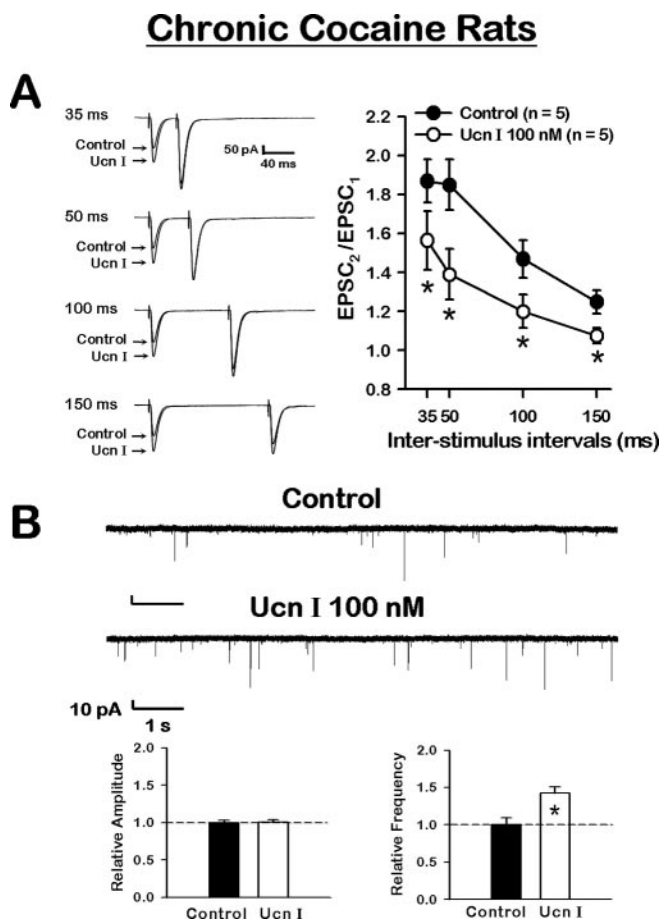 Chronic Cocaine Rats
A
35 ms
Control
Ucn I
50 pA
40 ms
50 ms
Control
Ucn I
100 ms
Control
Ucn I
150 ms
Control
Ucn I
Control (n = 5)
Ucn I 100 nM (n = 5)
EPSC2/EPSC1
2.2
2.0
1.8
1.6
1.4
1.2
1.0
0.8
*
*
*
*
35 50 100 150
Inter-stimulus intervals (ms)
B
Control
Ucn I 100 nM
10 pA
1 s
Relative Amplitude
2.0
1.5
1.0
0.5
0.0
Control Ucn I
Relative Frequency
2.0
1.5
1.0
0.5
0.0
*
Control Ucn I